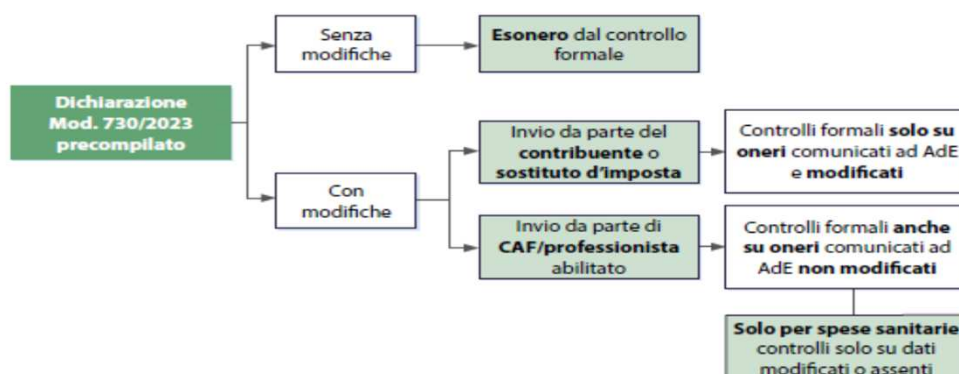 Senza
modifiche
Esonero dal controllo
formale
Dichiarazione
Mod. 730/2023
precompilato
Con
modifiche
Invio da parte del
contribuente o
sostituto d'imposta
Controlli formali solo su
oneri comunicati ad AdE
e modificati
Invio da parte di
CAF/professionista
abilitato
Controlli formali anche
su oneri comunicati ad
AdE non modificati
Solo per spese sanitarie
controlli solo su dati
modificati o assenti